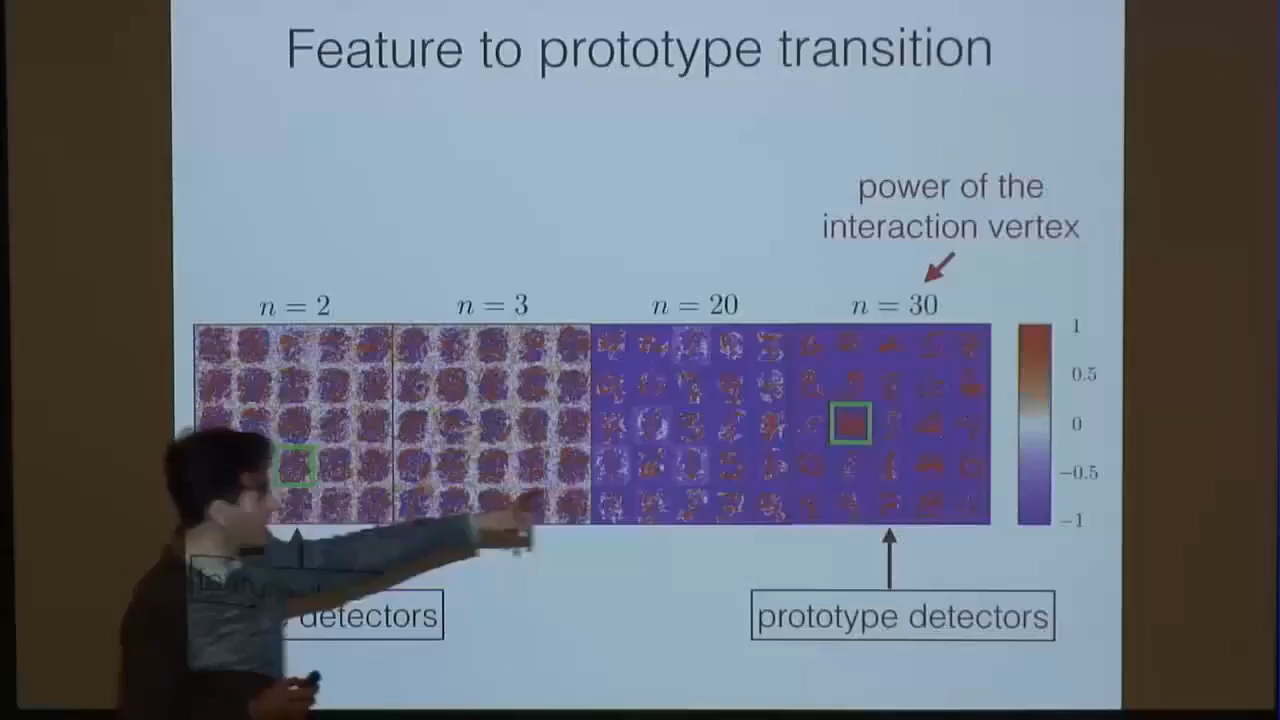 Feature to prototype transition
power of the
interaction vertex
n = 2
n = 3
n = 20
n = 30
1
0.5
0
−0.5
−1
detectors
prototype detectors